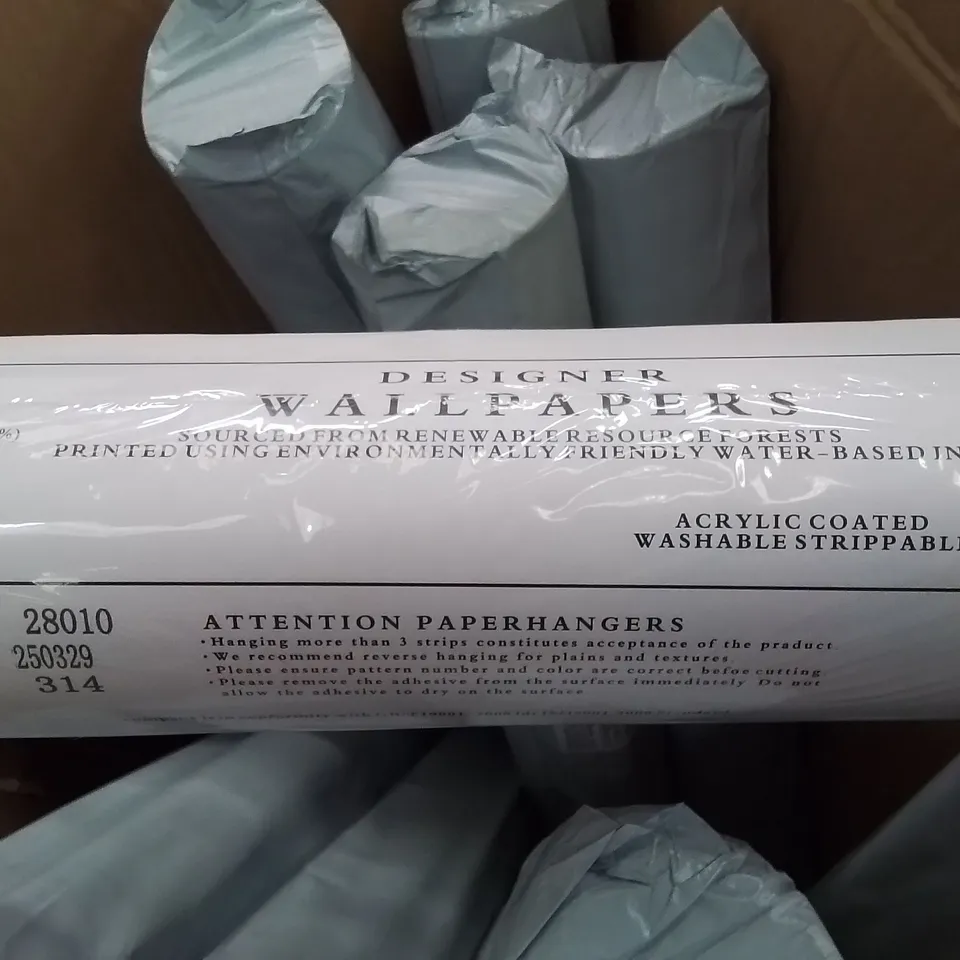 DESIGNER
WALLPAPERS
%)
SOURCED FROM RENEWABLE RESOURCE FORESTS
PRINTED USING ENVIRONMENTALLY FRIENDLY WATER-BASED IN
ACRYLIC COATED
WASHABLE STRIPPABL
28010
250329
314
ATTENTION PAPERHANGERS
• Hanging more than 3 strips constitutes acceptance of the product.
• We recommend reverse hanging for plains and textures.
• Please ensure pattern number and color are correct befoe cutting.
• Please remove the adhesive from the surface immediately. Do not
allow the adhesive to dry on the surface.